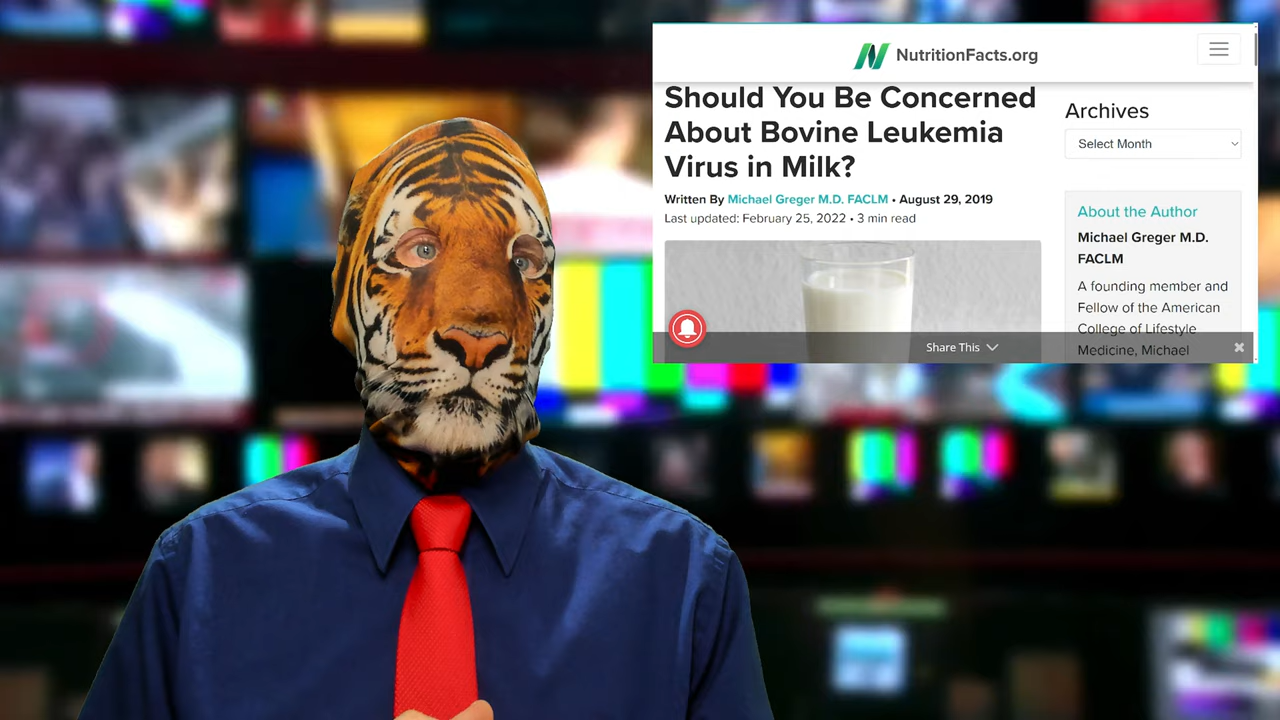 NutritionFacts.org
Should You Be Concerned
About Bovine Leukemia
Virus in Milk?
Written By Michael Greger M.D. FACLM • August 29, 2019
Last updated: February 25, 2022 • 3 min read
Archives
Select Month
About the Author
Michael Greger M.D.
FACLM
A founding member and
Fellow of the American
College of Lifestyle
Medicine, Michael
Share This